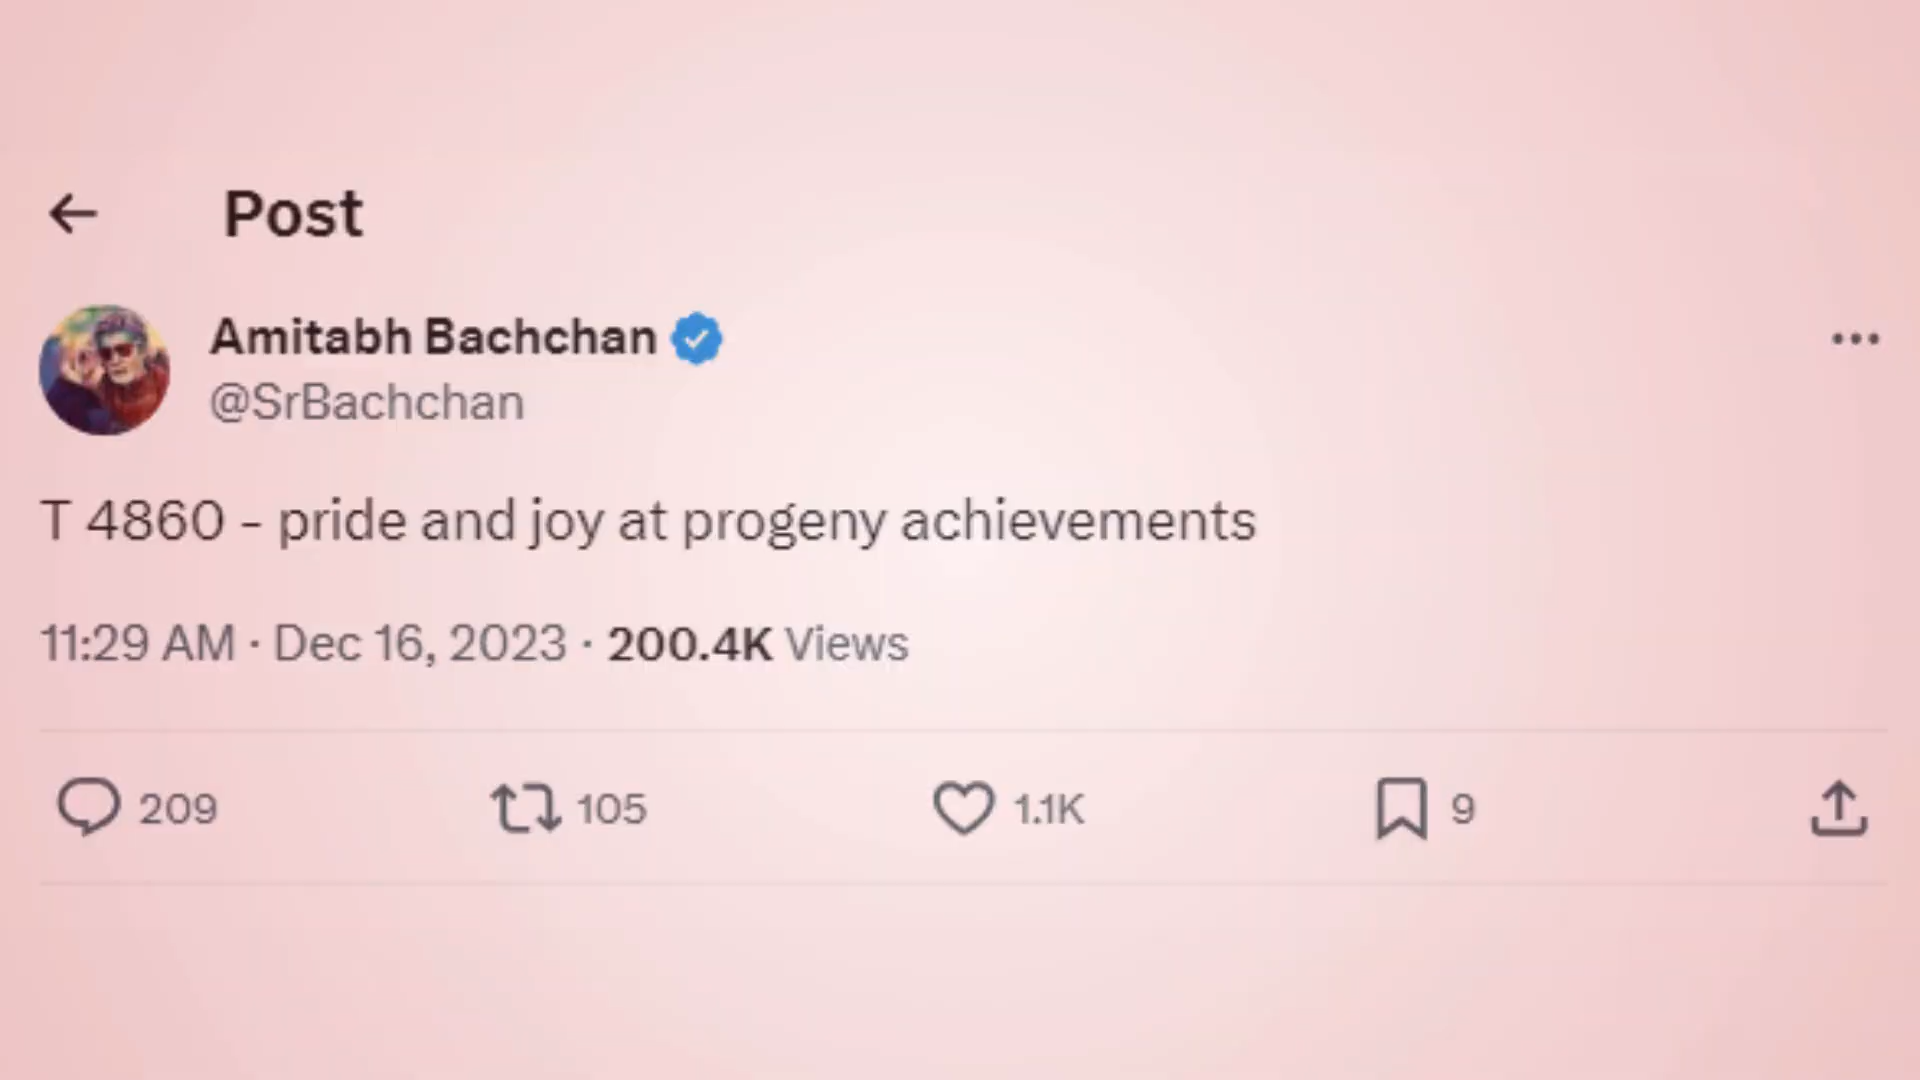 Post
Amitabh Bachchan
@SrBachchan
T 4860 - pride and joy at progeny achievements
11:29 AM · Dec 16, 2023 · 200.4K Views
209 105 1.1K 9